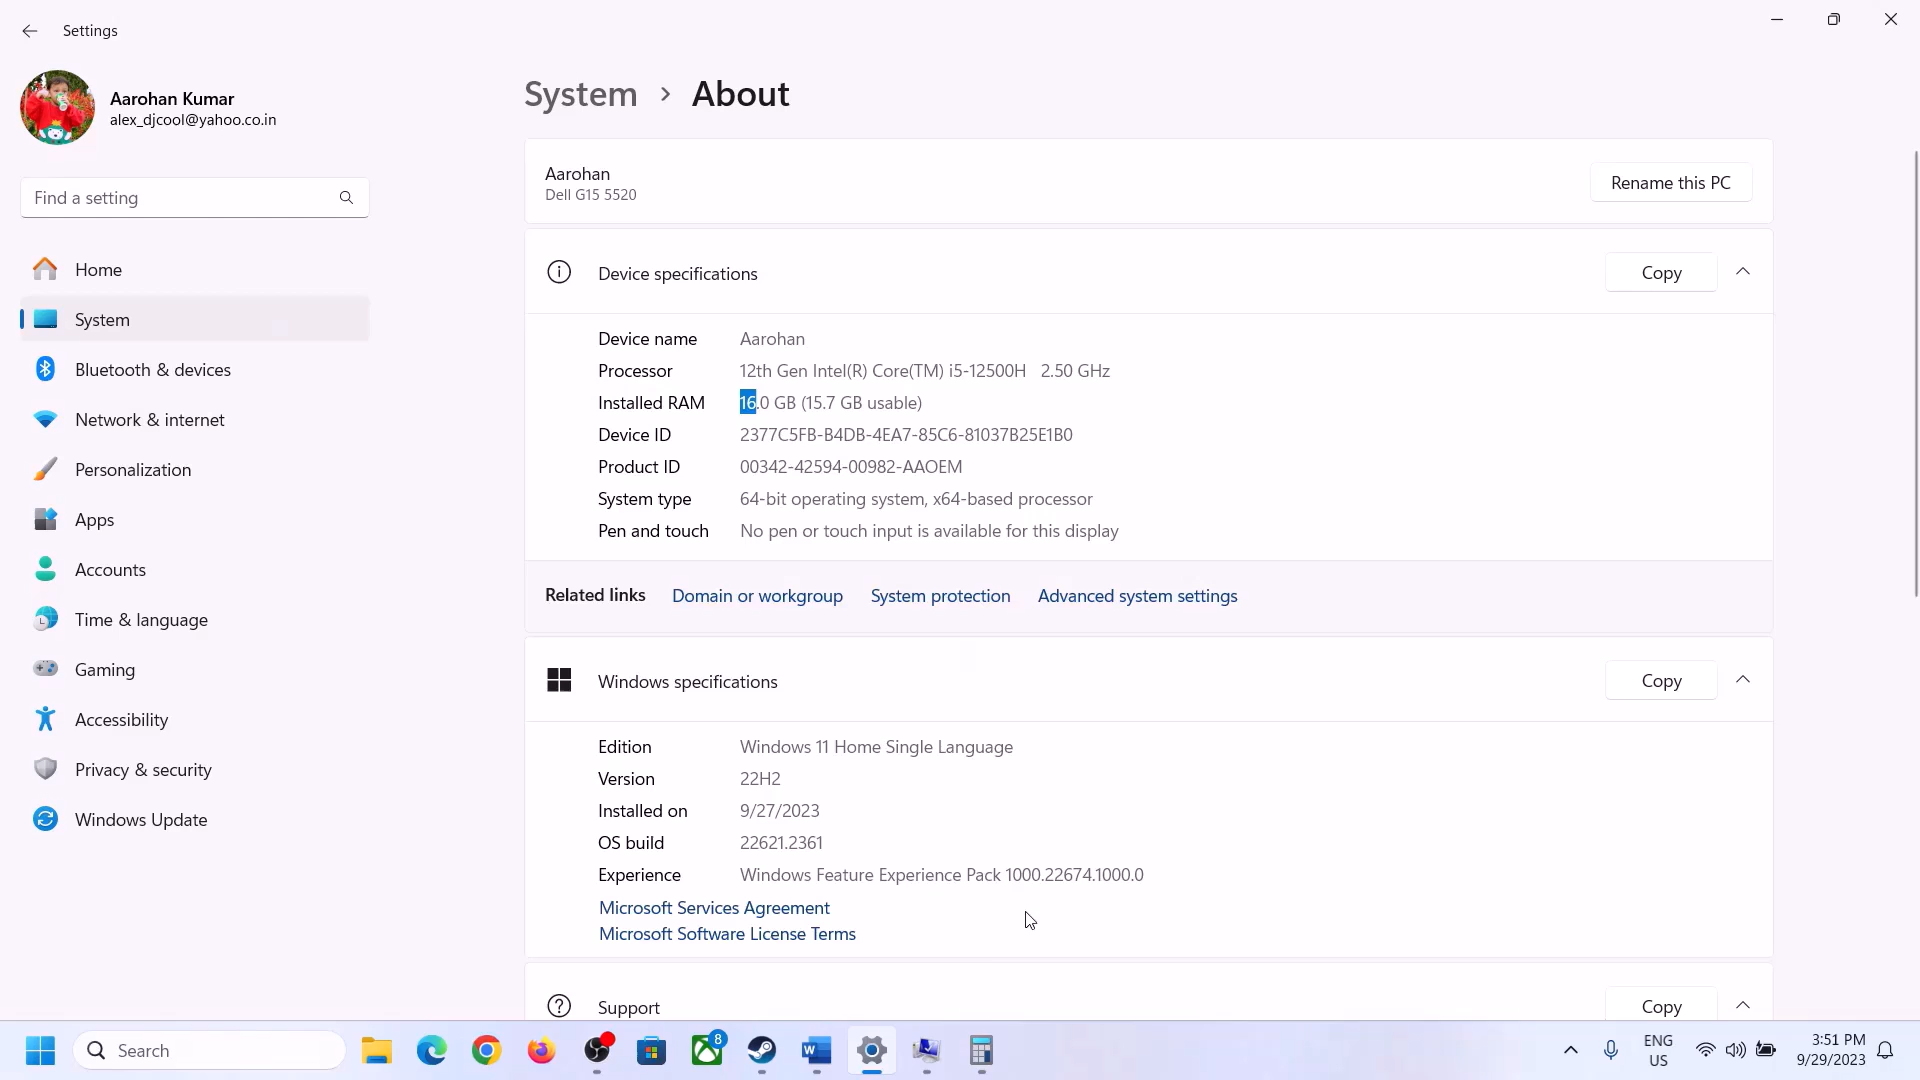 Settings
Aarohan Kumar
alex_djcool@yahoo.co.in
Find a setting
Home
System
Bluetooth & devices
Network & internet
Personalization
Apps
Accounts
Time & language
Gaming
Accessibility
Privacy & security
Windows Update
System > About
Aarohan
Dell G15 5520
Rename this PC
Device specifications
Copy
Device name Aarohan
Processor 12th Gen Intel(R) Core(TM) i5-12500H 2.50 GHz
Installed RAM 16.0 GB (15.7 GB usable)
Device ID 2377C5FB-B4DB-4EA7-85C6-81037B25E1B0
Product ID 00342-42594-00982-AAOEM
System type 64-bit operating system, x64-based processor
Pen and touch No pen or touch input is available for this display
Related links Domain or workgroup System protection Advanced system settings
Windows specifications
Copy
Edition Windows 11 Home Single Language
Version 22H2
Installed on 9/27/2023
OS build 22621.2361
Experience Windows Feature Experience Pack 1000.22674.1000.0
Microsoft Services Agreement
Microsoft Software License Terms
Support
Copy
Search
8
ENG
US
3:51 PM
9/29/2023